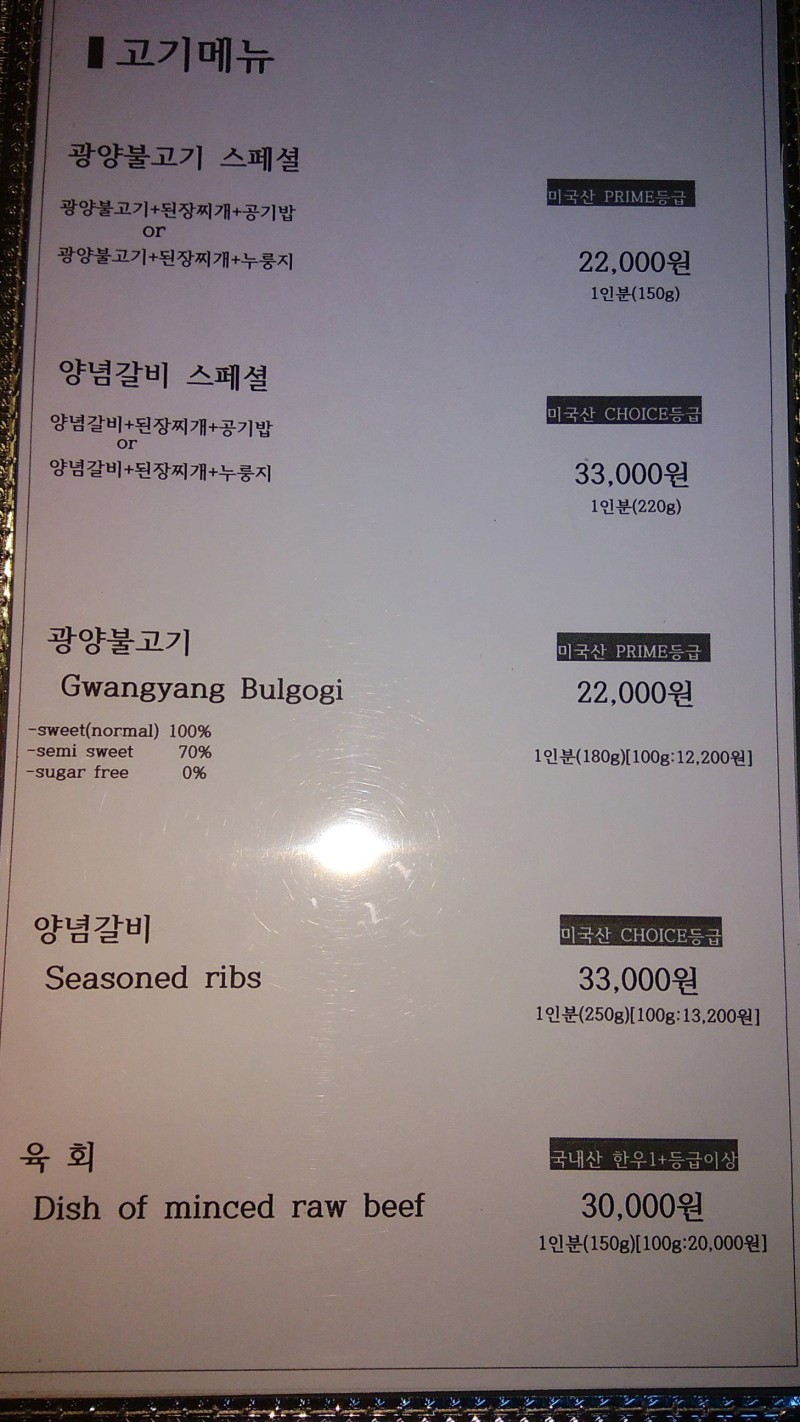 고기메뉴
광양불고기 스페셜
미국산 PRIME등급
광양불고기+된장찌개+공기밥
or
광양불고기+된장찌개+누룽지
22,000원
1인분(150g)
양념갈비 스페셜
미국산 CHOICE등급
양념갈비+된장찌개+공기밥
or
양념갈비+된장찌개+누룽지
33,000원
1인분(220g)
광양불고기
미국산 PRIME등급
Gwangyang Bulgogi
22,000원
-sweet(normal) 100%
-semi sweet 70%
-sugar free 0%
1인분(180g)[100g:12,200원]
양념갈비
미국산 CHOICE등급
Seasoned ribs
33,000원
1인분(250g)[100g:13,200원]
육 회
국내산 한우1+등급이상
Dish of minced raw beef
30,000원
1인분(150g)[100g:20,000원]